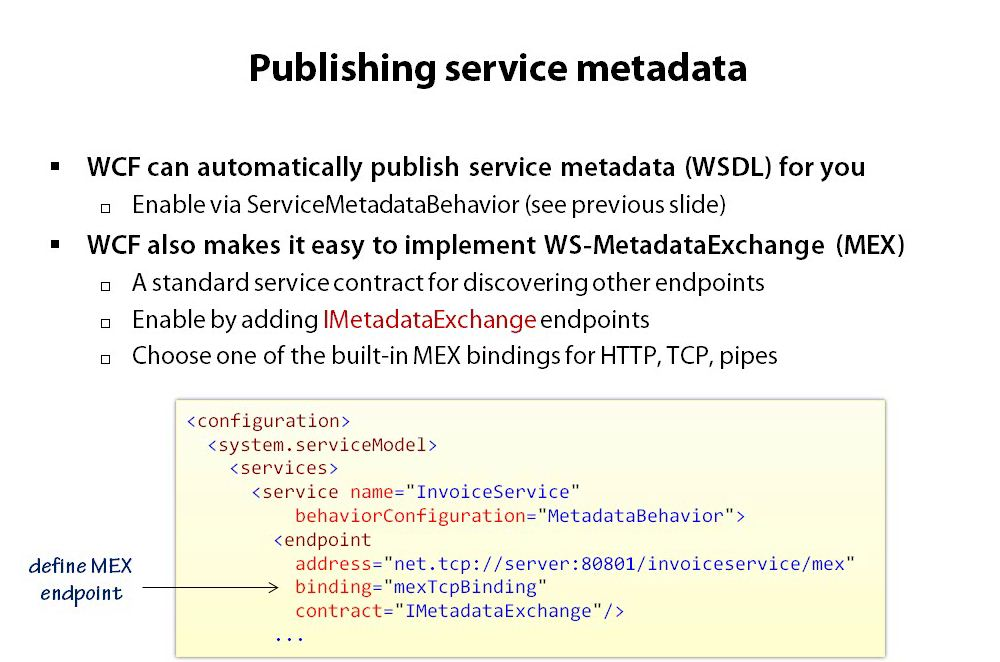 Publishing service metadata
▪ WCF can automatically publish service metadata (WSDL) for you
□ Enable via ServiceMetadataBehavior (see previous slide)
▪ WCF also makes it easy to implement WS-MetadataExchange (MEX)
□ A standard service contract for discovering other endpoints
□ Enable by adding IMetadataExchange endpoints
□ Choose one of the built-in MEX bindings for HTTP, TCP, pipes
<configuration>
<system.serviceModel>
<services>
<service name="InvoiceService"
behaviorConfiguration="MetadataBehavior">
<endpoint
address="net.tcp://server:80801/invoiceservice/mex"
binding="mexTcpBinding"
contract="IMetadataExchange"/>
...
define MEX
endpoint